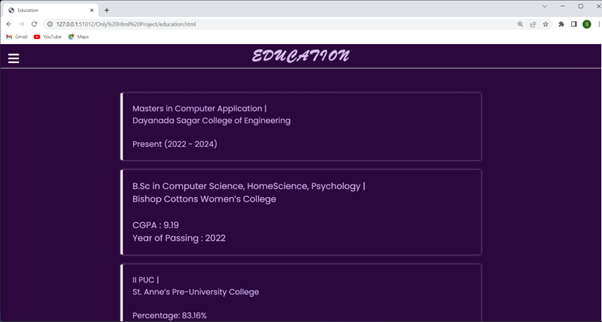 Education
127.0.0.1:51012/Only%20Html%20Project/education.html
Gmail
YouTube
Maps
EDUCATION
Masters in Computer Application |
Dayanada Sagar College of Engineering
Present (2022 - 2024)
B.Sc in Computer Science, HomeScience, Psychology |
Bishop Cottons Women's College
CGPA : 9.19
Year of Passing : 2022
II PUC |
St. Anne's Pre-University College
Percentage: 83.16%